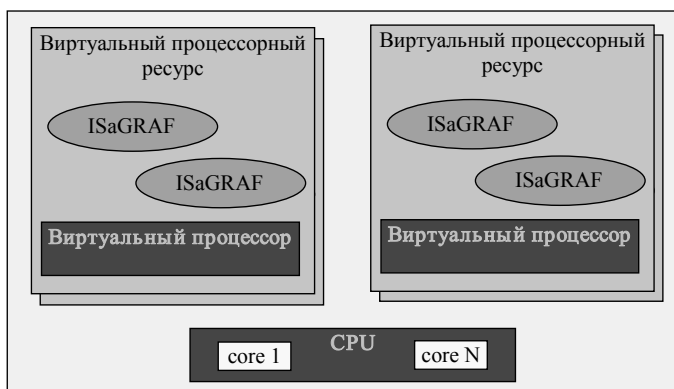 Виртуальный процессорный
ресурс
ISaGRAF
ISaGRAF
Виртуальный процессор
Виртуальный процессорный
ресурс
ISaGRAF
ISaGRAF
Виртуальный процессор
CPU
core 1
core N